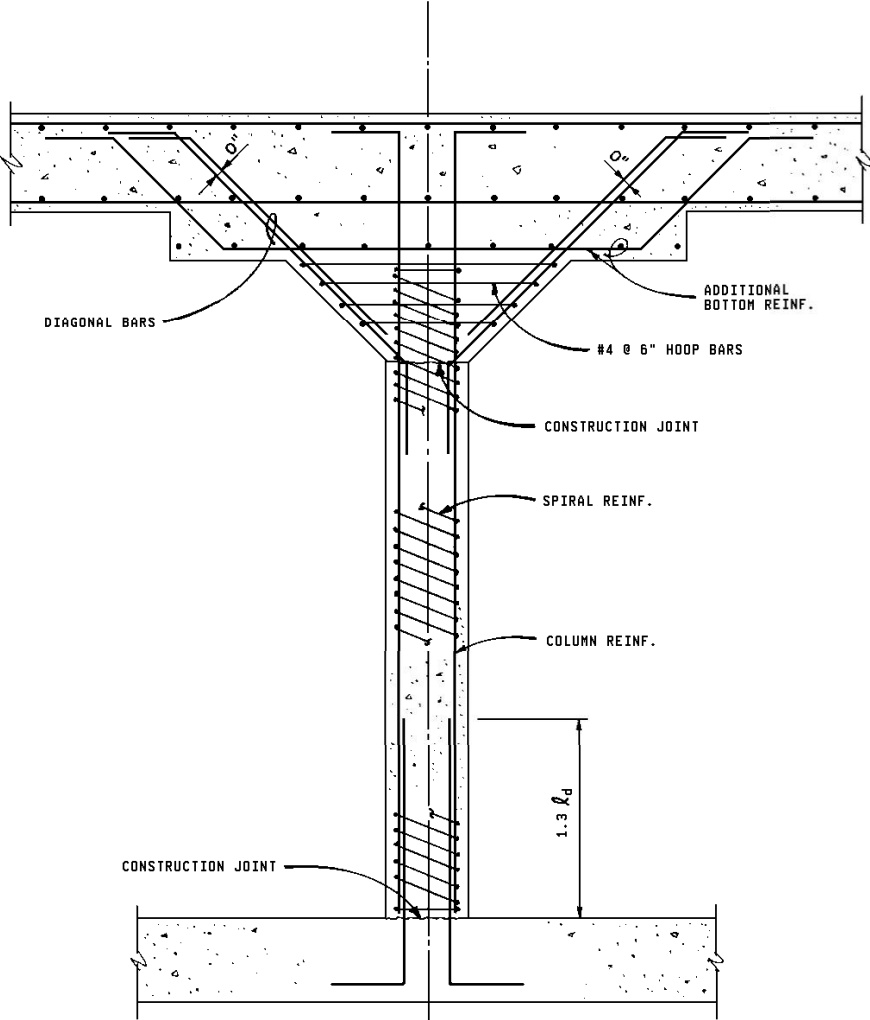 0"
0"
ADDITIONAL
BOTTOM REINF.
DIAGONAL BARS
#4 @ 6" HOOP BARS
CONSTRUCTION JOINT
SPIRAL REINF.
COLUMN REINF.
1.3 ℓd
CONSTRUCTION JOINT